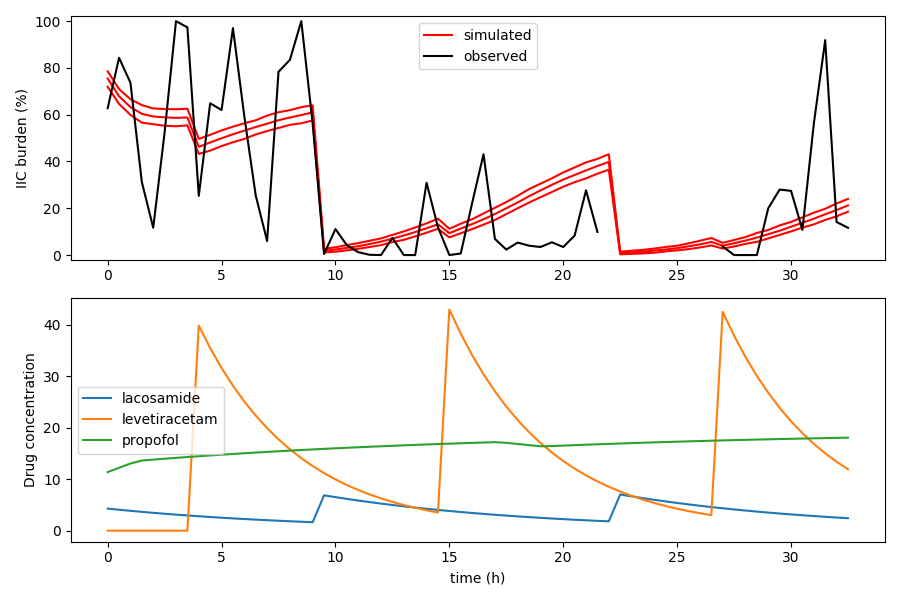 100
80
60
40
20
0
IIC burden (%)
simulated
observed
0 5 10 15 20 25 30
40
30
20
10
0
Drug concentration
lacosamide
levetiracetam
propofol
0 5 10 15 20 25 30
time (h)